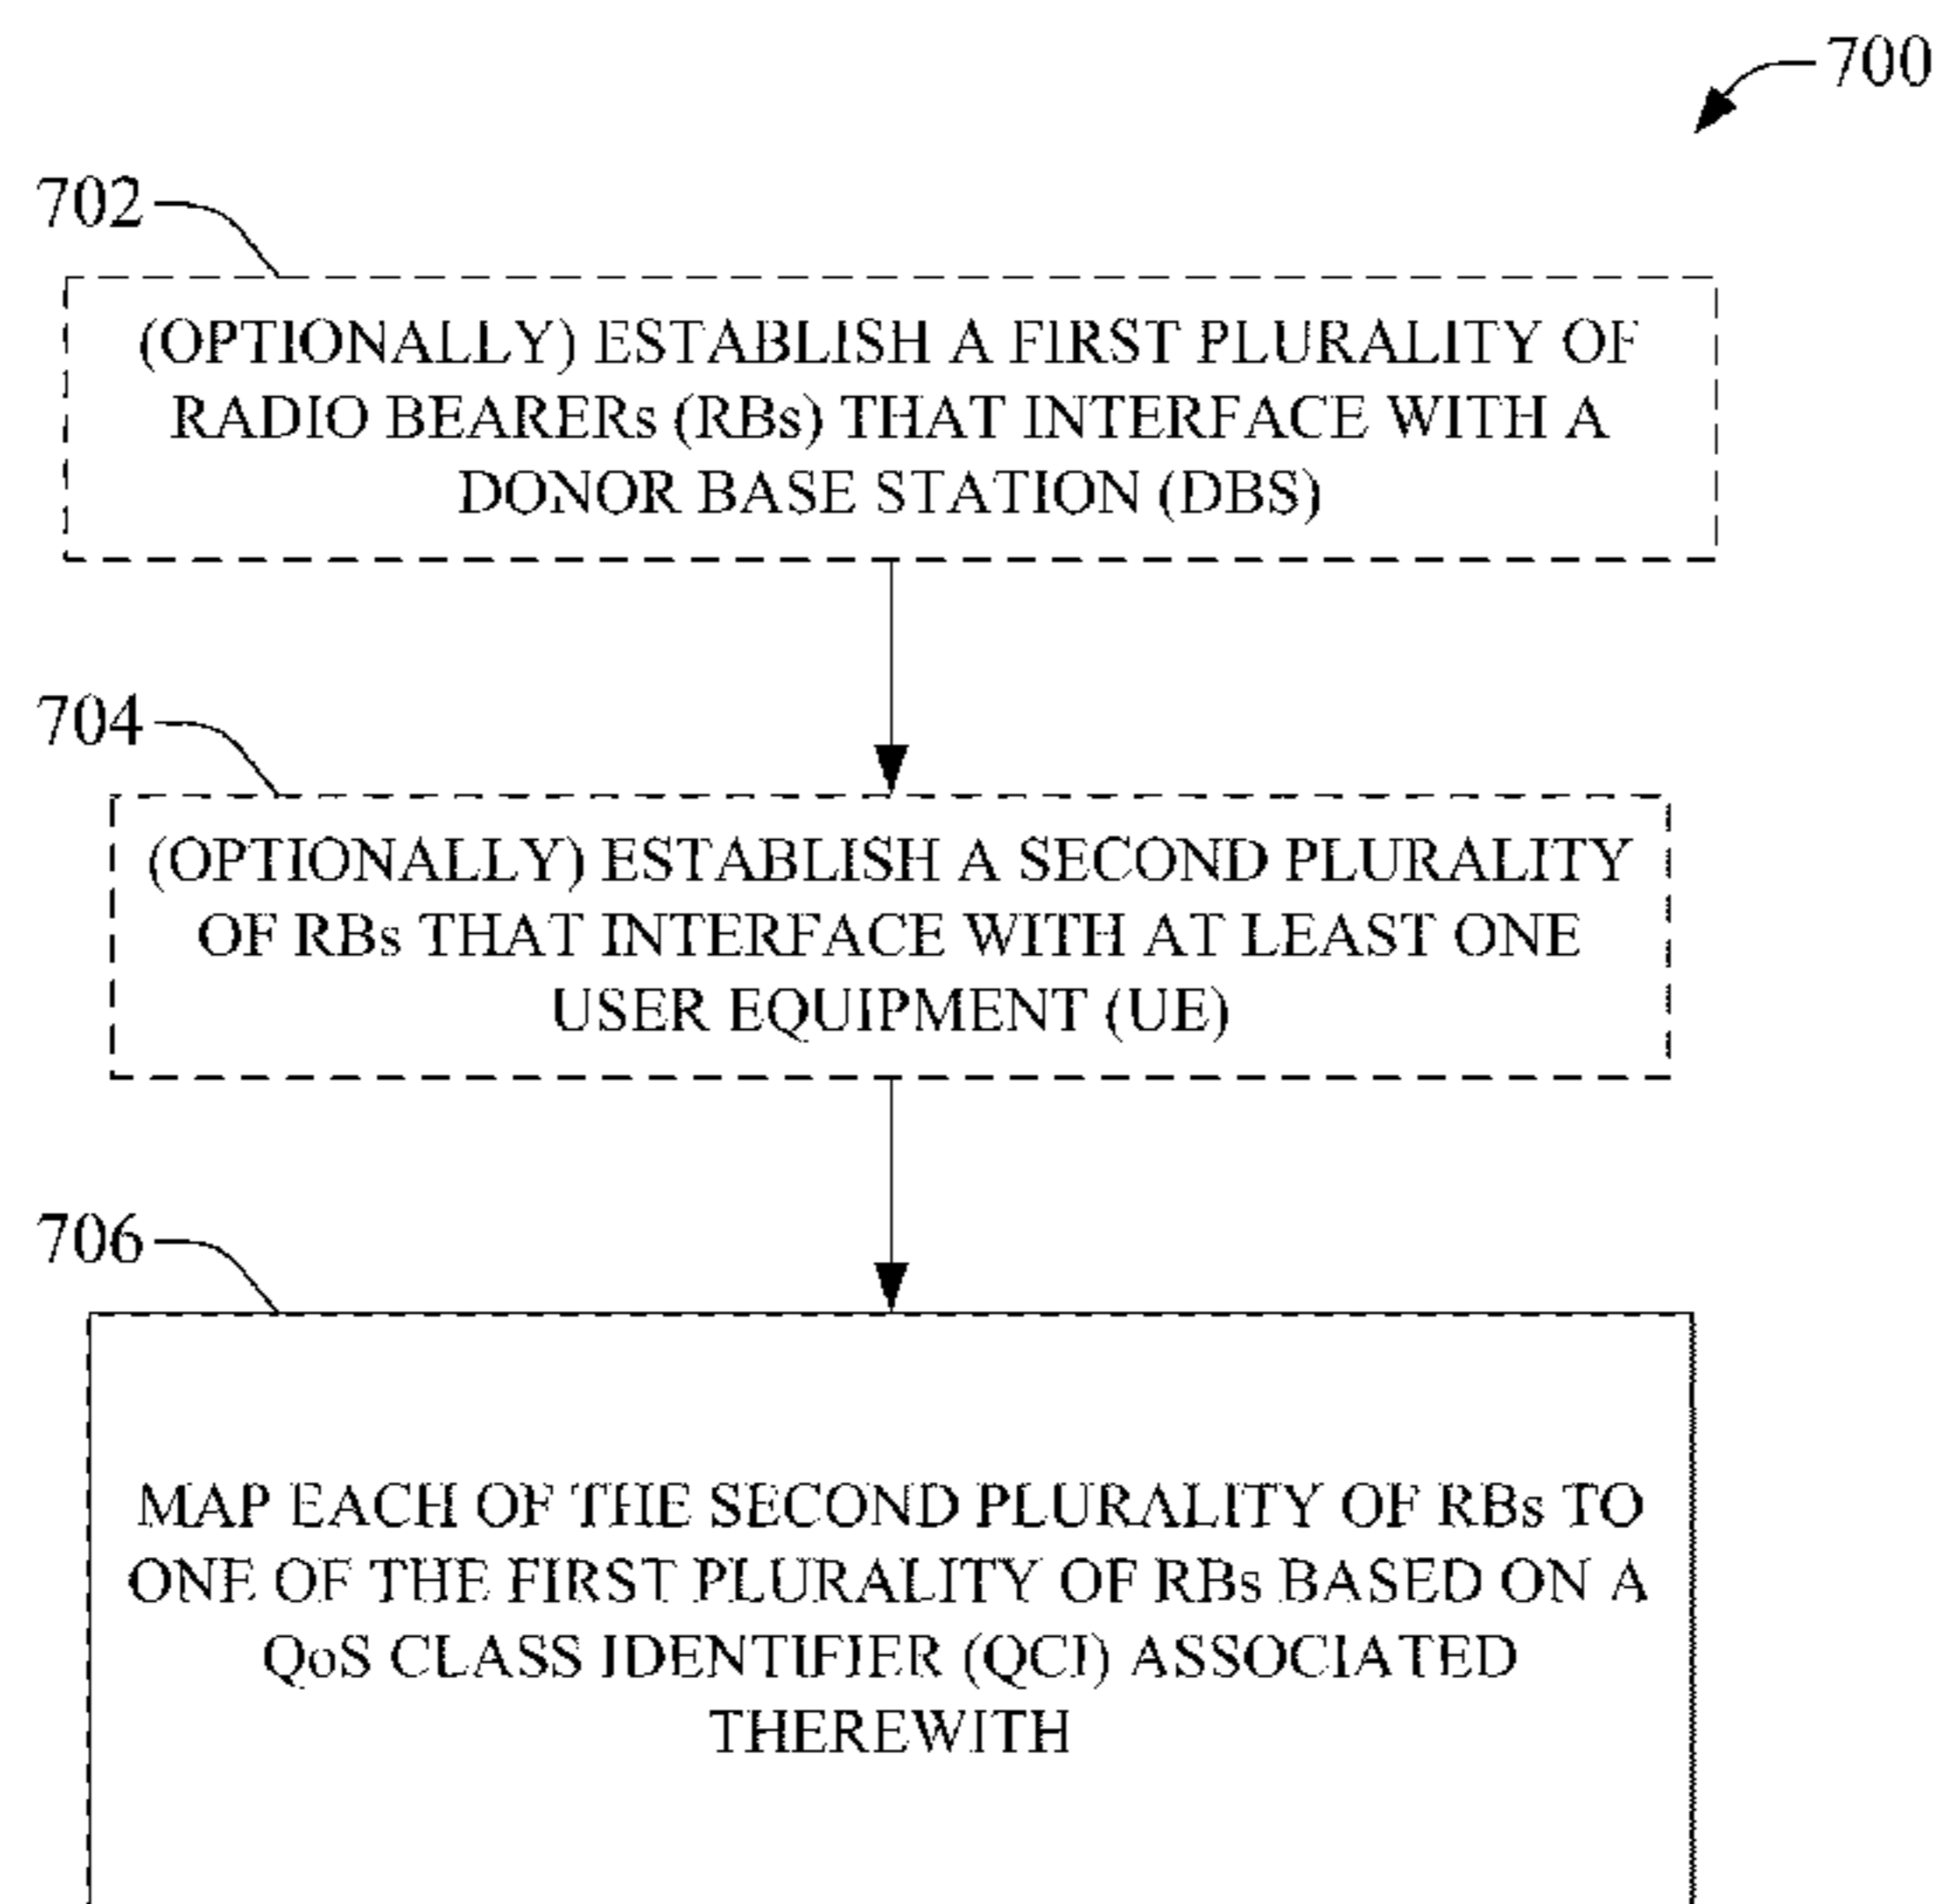 700
702
(OPTIONALLY) ESTABLISH A FIRST PLURALITY OF
RADIO BEARERs (RBs) THAT INTERFACE WITH A
DONOR BASE STATION (DBS)
704
(OPTIONALLY) ESTABLISH A SECOND PLURALITY
OF RBs THAT INTERFACE WITH AT LEAST ONE
USER EQUIPMENT (UE)
706
MAP EACH OF THE SECOND PLURALITY OF RBs TO
ONE OF THE FIRST PLURALITY OF RBs BASED ON A
QoS CLASS IDENTIFIER (QCI) ASSOCIATED
THEREWITH